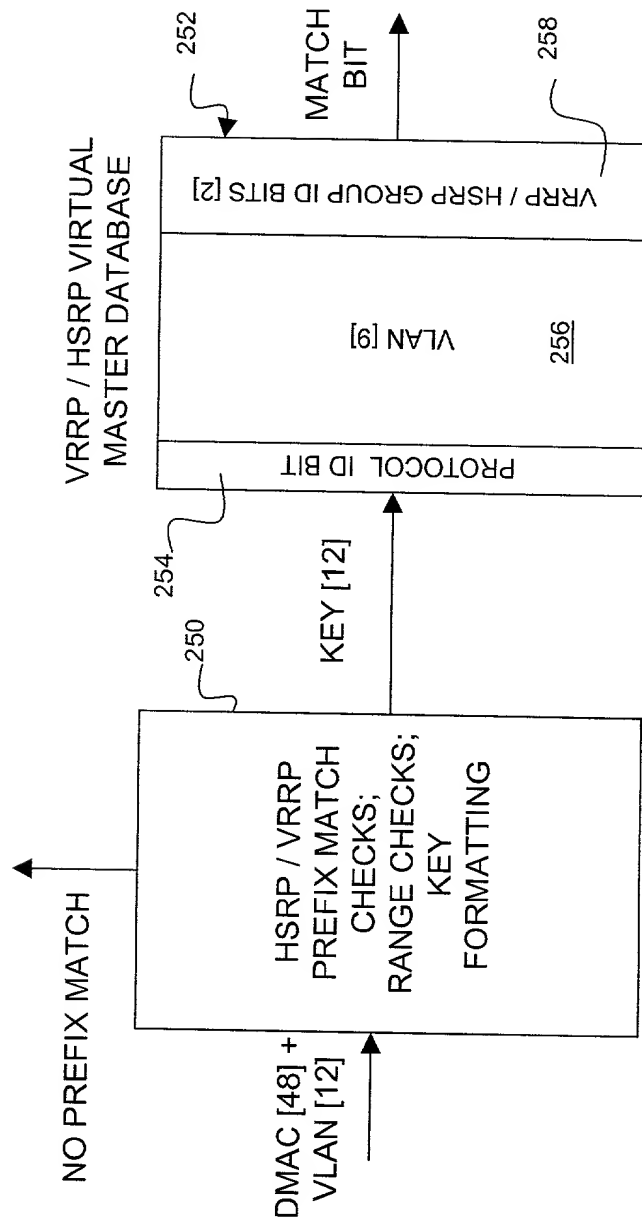 NO PREFIX MATCH
DMAC [48] +
VLAN [12]
250
HSRP / VRRP
PREFIX MATCH
CHECKS;
RANGE CHECKS;
KEY
FORMATTING
KEY [12]
VRRP / HSRP VIRTUAL
MASTER DATABASE
254
252
PROTOCOL ID BIT
VLAN [9]
256
VRRP / HSRP GROUP ID BITS [2]
MATCH
BIT
258